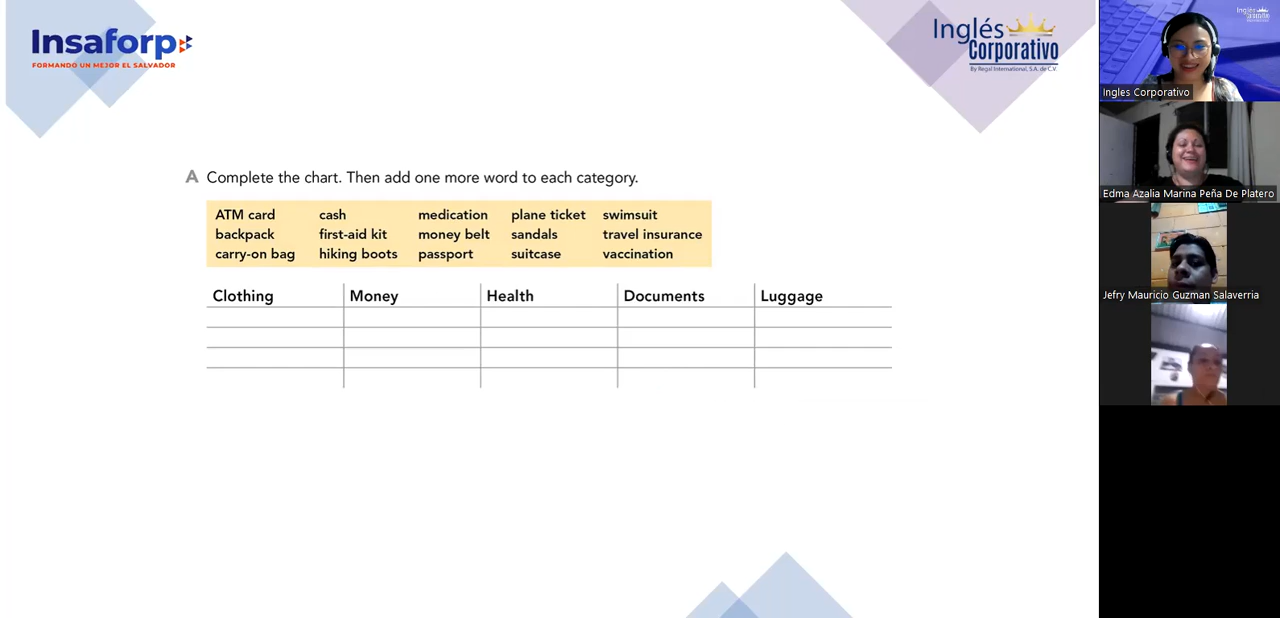 Insaforp
FORMANDO UN MEJOR EL SALVADOR
Inglés
Corporativo
By Regal International, S.A. de C.V.
A Complete the chart. Then add one more word to each category.
ATM card cash medication plane ticket swimsuit
backpack first-aid kit money belt sandals travel insurance
carry-on bag hiking boots passport suitcase vaccination
Clothing Money Health Documents Luggage
Ingles Corporativo
Edma Azalia Marina Peña De Platero
Jefry Mauricio Guzman Salaverria